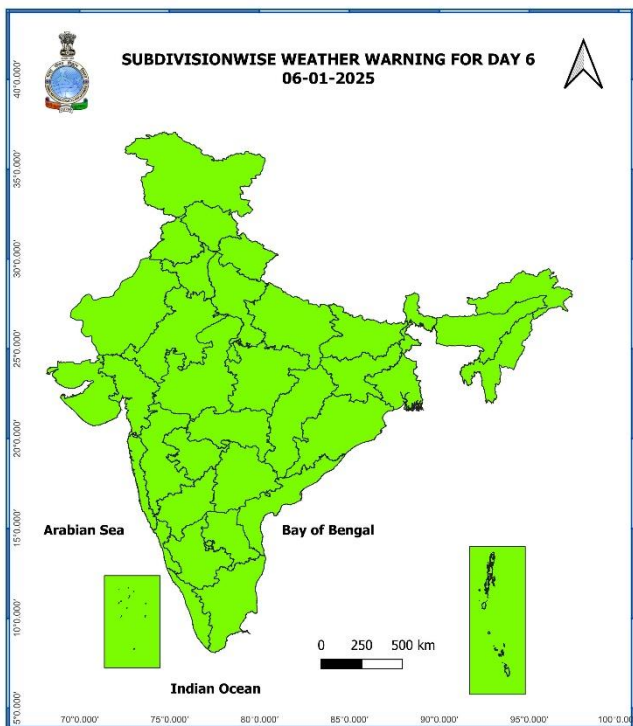 SUBDIVISIONWISE WEATHER WARNING FOR DAY 6
06-01-2025
40°0.000'
35°0.000'
30°0.000'
25°0.000'
20°0.000'
15°0.000'
10°0.000'
5°0.000'
Arabian Sea
Bay of Bengal
0 250 500 km
Indian Ocean
70°0.000' 75°0.000' 80°0.000' 85°0.000' 90°0.000' 95°0.000' 100°0.0